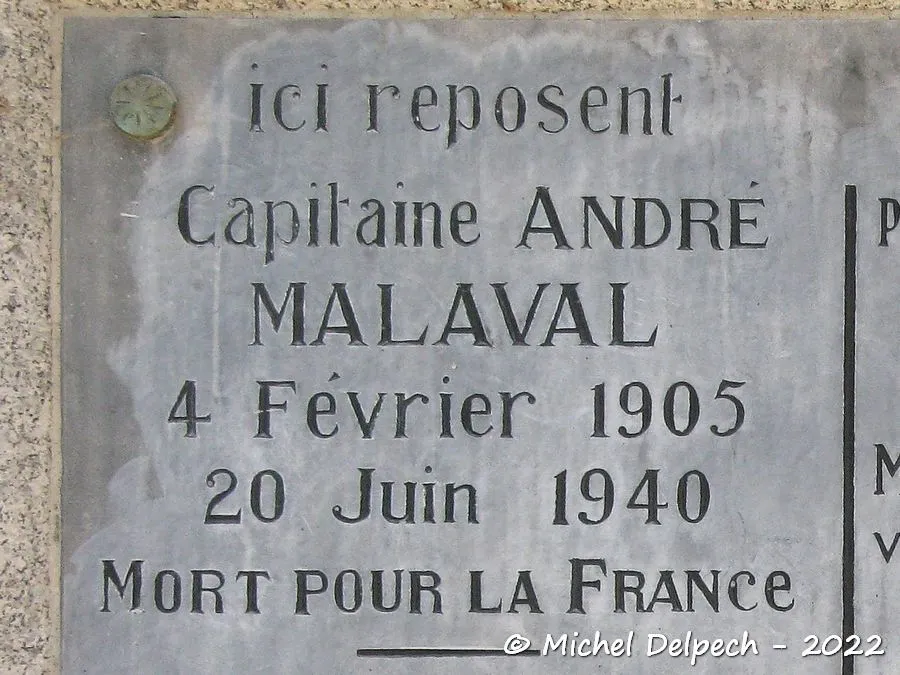 ici reposent
Capitaine ANDRÉ
MALAVAL
4 Février 1905
20 Juin 1940
MORT POUR LA FRANCE
© Michel Delpech - 2022